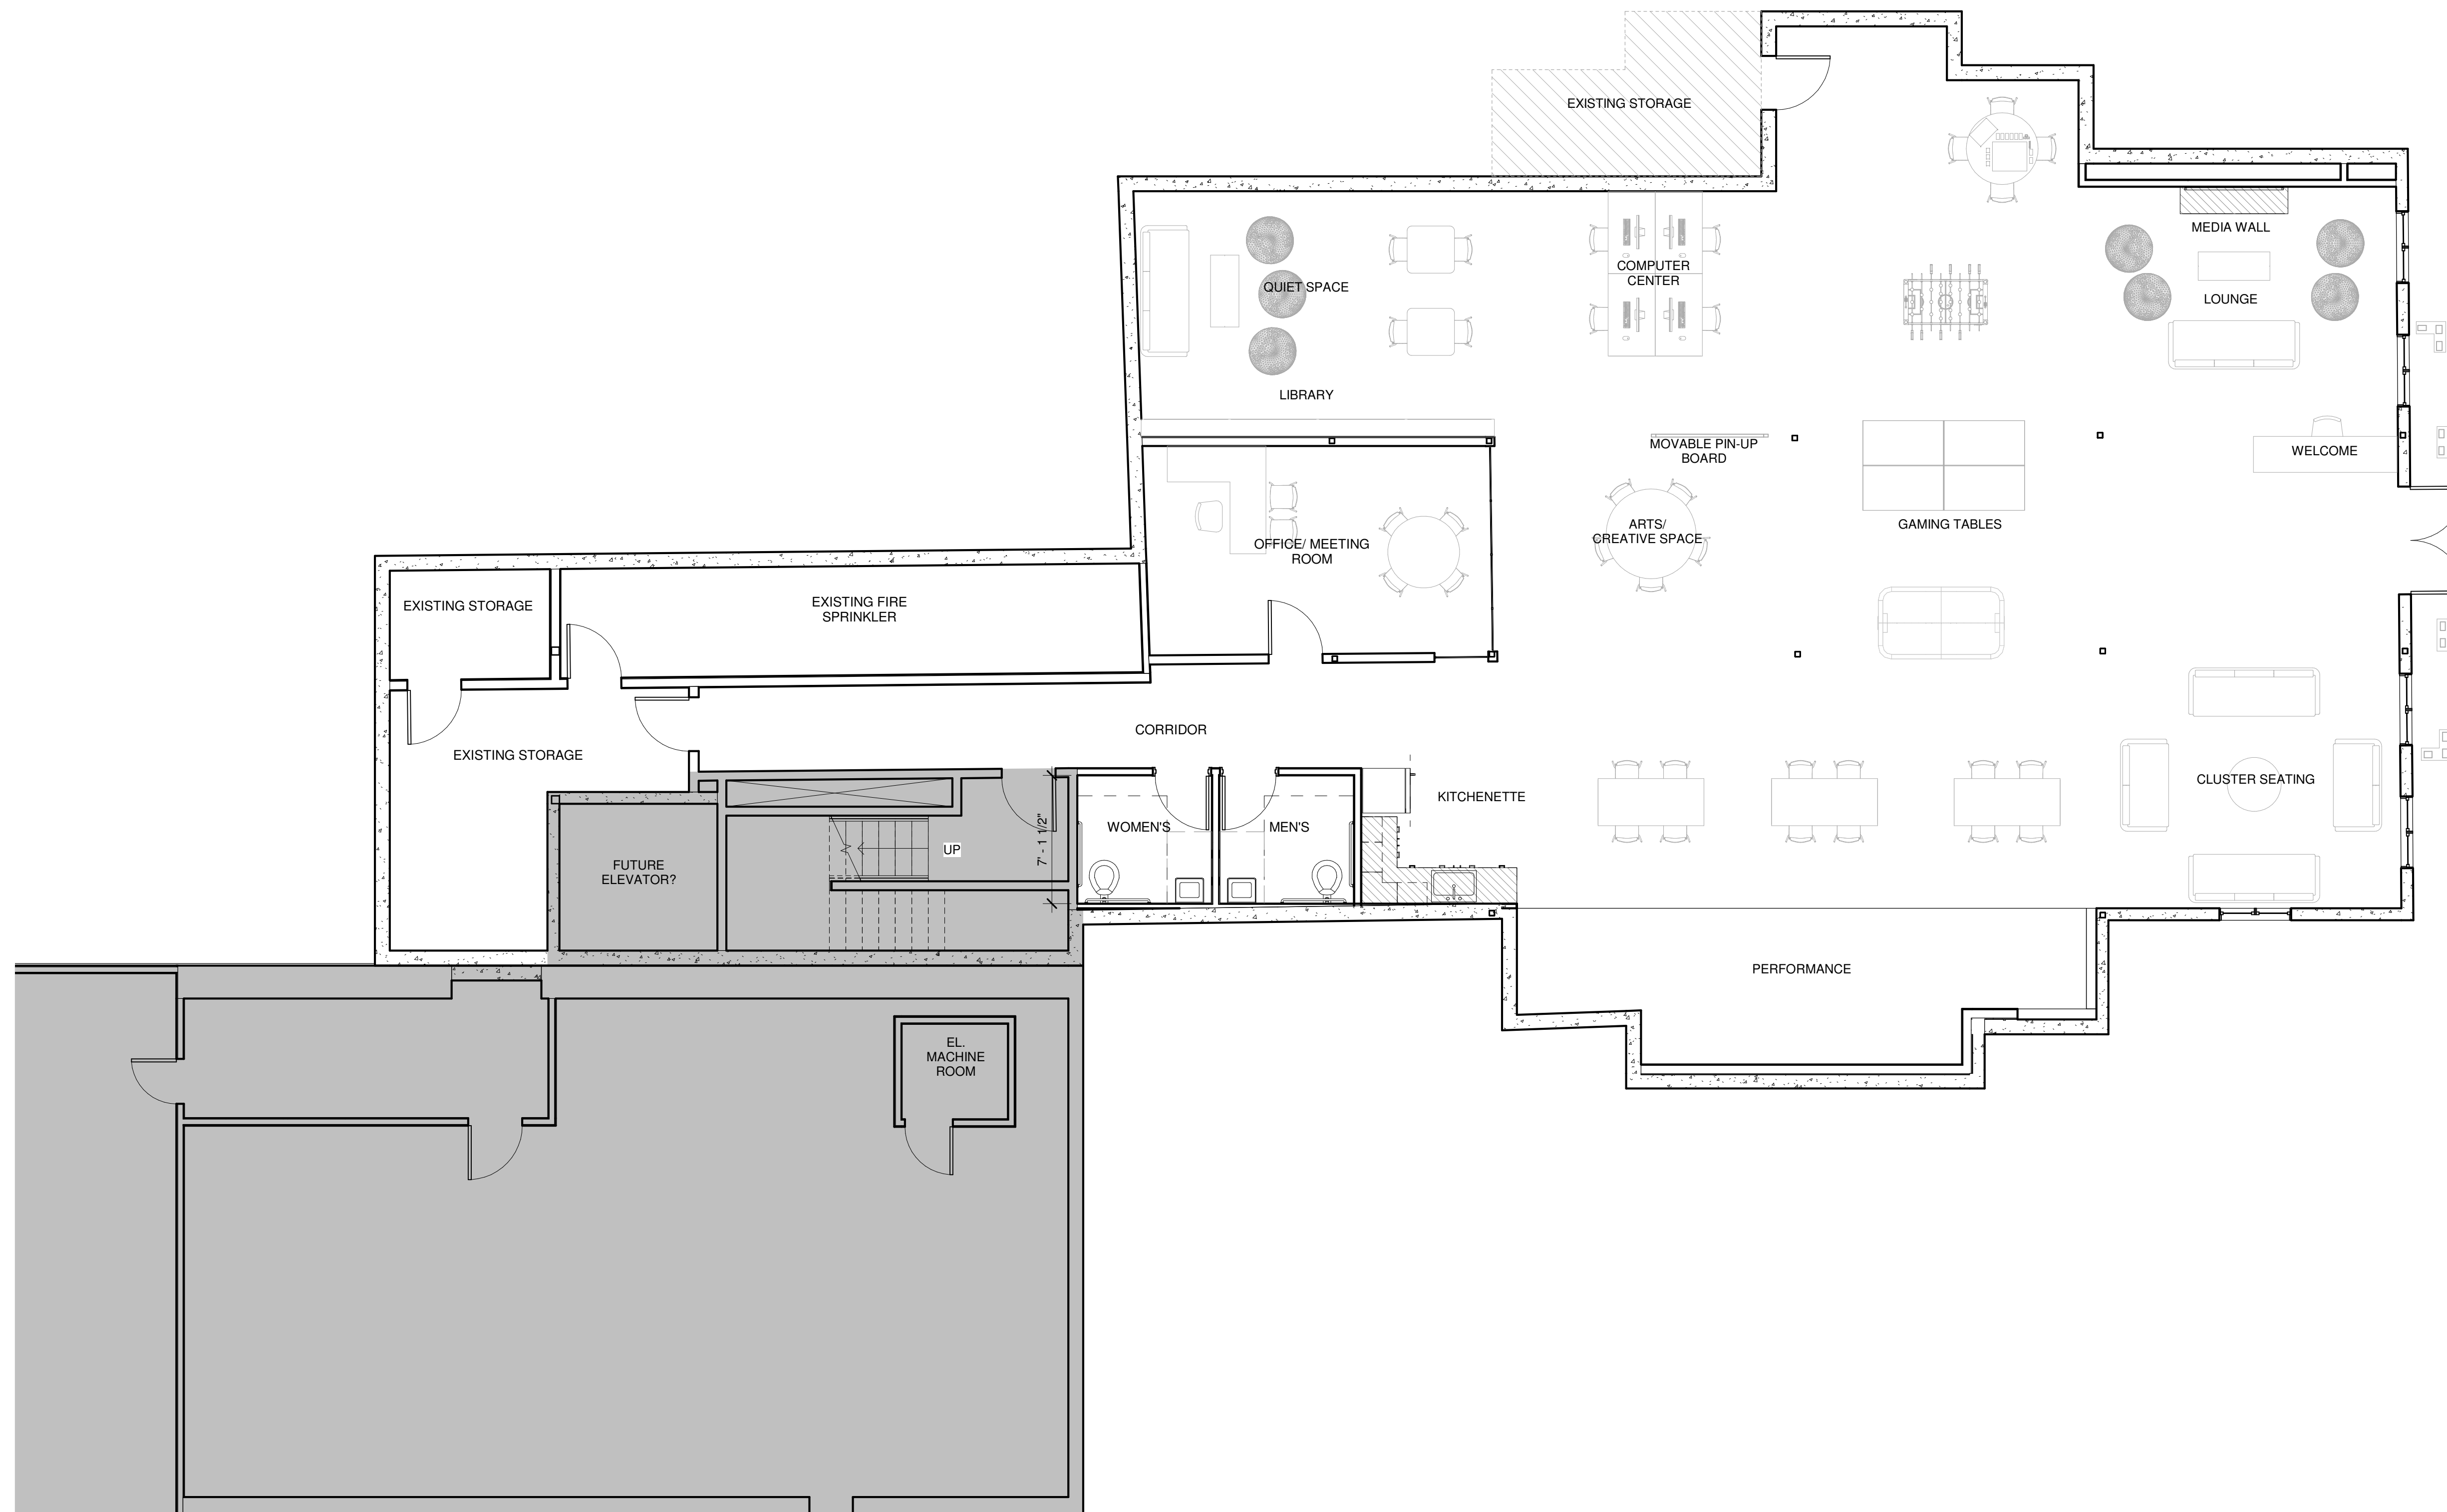 EXISTING STORAGE
MEDIA WALL
COMPUTER
CENTER
QUIET SPACE
LOUNGE
LIBRARY
MOVABLE PIN-UP
BOARD
WELCOME
ARTS/
CREATIVE SPACE
GAMING TABLES
OFFICE/ MEETING
ROOM
EXISTING STORAGE
EXISTING FIRE
SPRINKLER
CORRIDOR
EXISTING STORAGE
CLUSTER SEATING
KITCHENETTE
WOMEN'S
MEN'S
7' - 1 1/2"
UP
FUTURE
ELEVATOR?
PERFORMANCE
EL.
MACHINE
ROOM